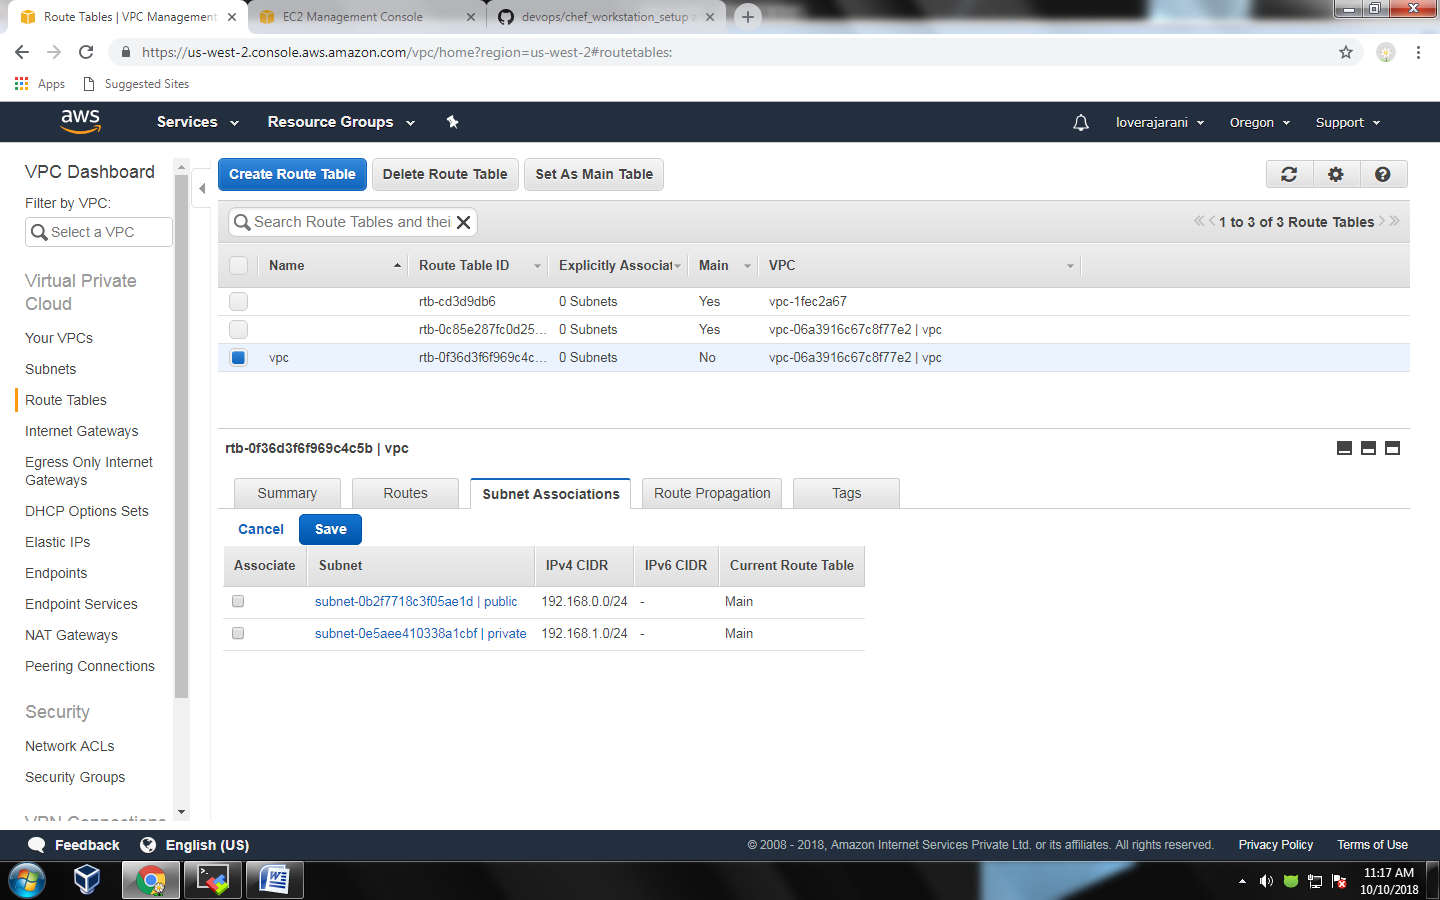 Route Tables | VPC Management
EC2 Management Console
devops/chef_workstation_setup
https://us-west-2.console.aws.amazon.com/vpc/home?region=us-west-2#routetables:
Apps
Suggested Sites
aws
Services
Resource Groups
loverajarani
Oregon
Support
VPC Dashboard
Filter by VPC:
Select a VPC
Virtual Private
Cloud
Your VPCs
Subnets
Route Tables
Internet Gateways
Egress Only Internet
Gateways
DHCP Options Sets
Elastic IPs
Endpoints
Endpoint Services
NAT Gateways
Peering Connections
Security
Network ACLs
Security Groups
VPN Connections
Create Route Table
Delete Route Table
Set As Main Table
Search Route Tables and thei
1 to 3 of 3 Route Tables
Name Route Table ID Explicitly Associat Main VPC
rtb-cd3d9db6 0 Subnets Yes vpc-1fec2a67
rtb-0c85e287fc0d25... 0 Subnets Yes vpc-06a3916c67c8f77e2 | vpc
vpc rtb-0f36d3f6f969c4c... 0 Subnets No vpc-06a3916c67c8f77e2 | vpc
rtb-0f36d3f6f969c4c5b | vpc
Summary
Routes
Subnet Associations
Route Propagation
Tags
Cancel
Save
Associate Subnet IPv4 CIDR IPv6 CIDR Current Route Table
subnet-0b2f7718c3f05ae1d | public 192.168.0.0/24 - Main
subnet-0e5aee410338a1cbf | private 192.168.1.0/24 - Main
Feedback
English (US)
© 2008 - 2018, Amazon Internet Services Private Ltd. or its affiliates. All rights reserved.
Privacy Policy
Terms of Use
11:17 AM
10/10/2018